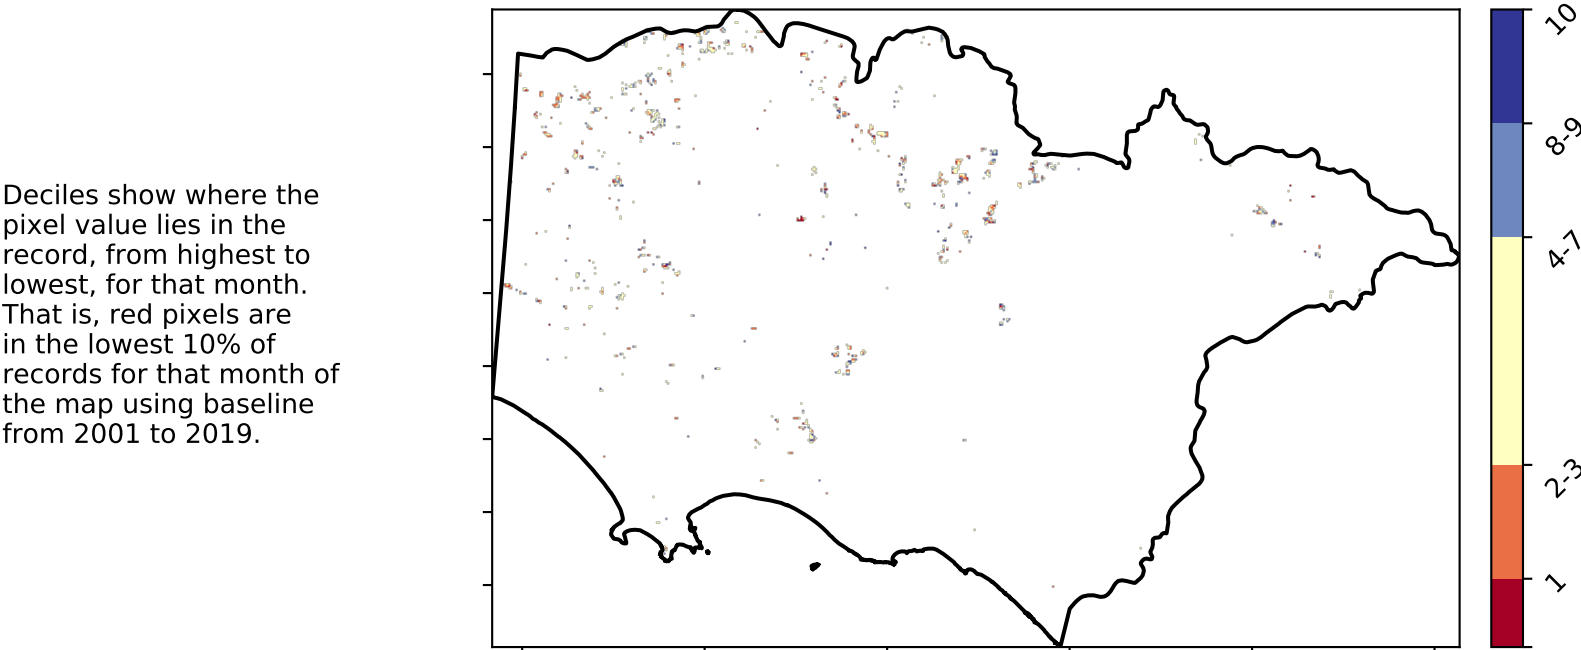 Deciles show where the
pixel value lies in the
record, from highest to
lowest, for that month.
That is, red pixels are
in the lowest 10% of
records for that month of
the map using baseline
from 2001 to 2019.
10
8-9
4-7
2-3
1